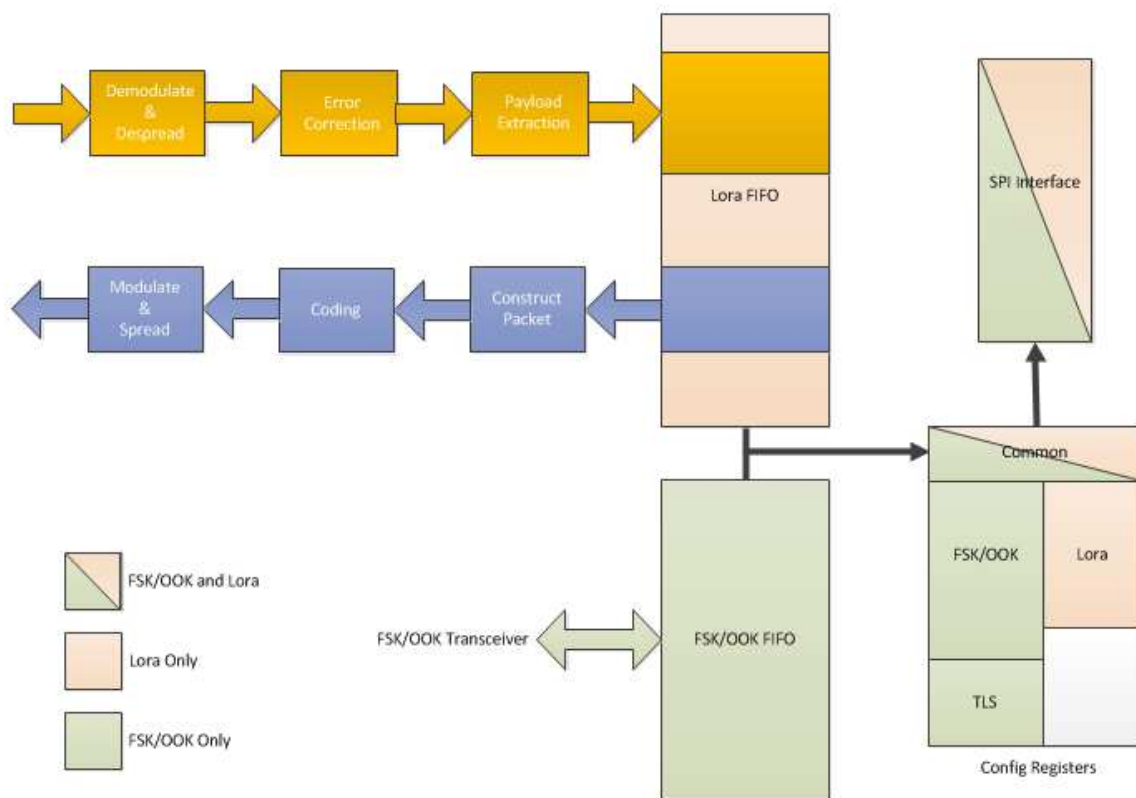 Demodulate
&
Despread
Error
Correction
Payload
Extraction
Lora FIFO
SPI Interface
Modulate
&
Spread
Coding
Construct
Packet
Common
FSK/OOK
Lora
FSK/OOK and Lora
FSK/OOK Transceiver
FSK/OOK FIFO
Lora Only
TLS
FSK/OOK Only
Config Registers